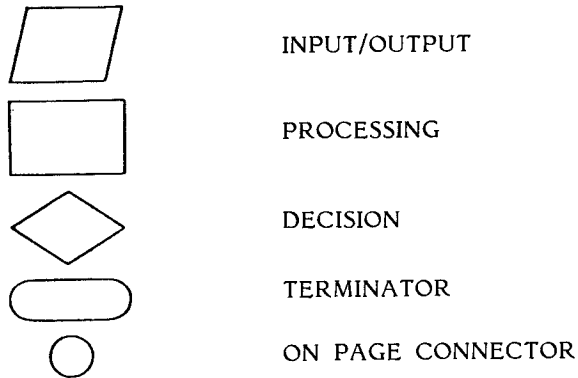 INPUT/OUTPUT
PROCESSING
DECISION
TERMINATOR
ON PAGE CONNECTOR